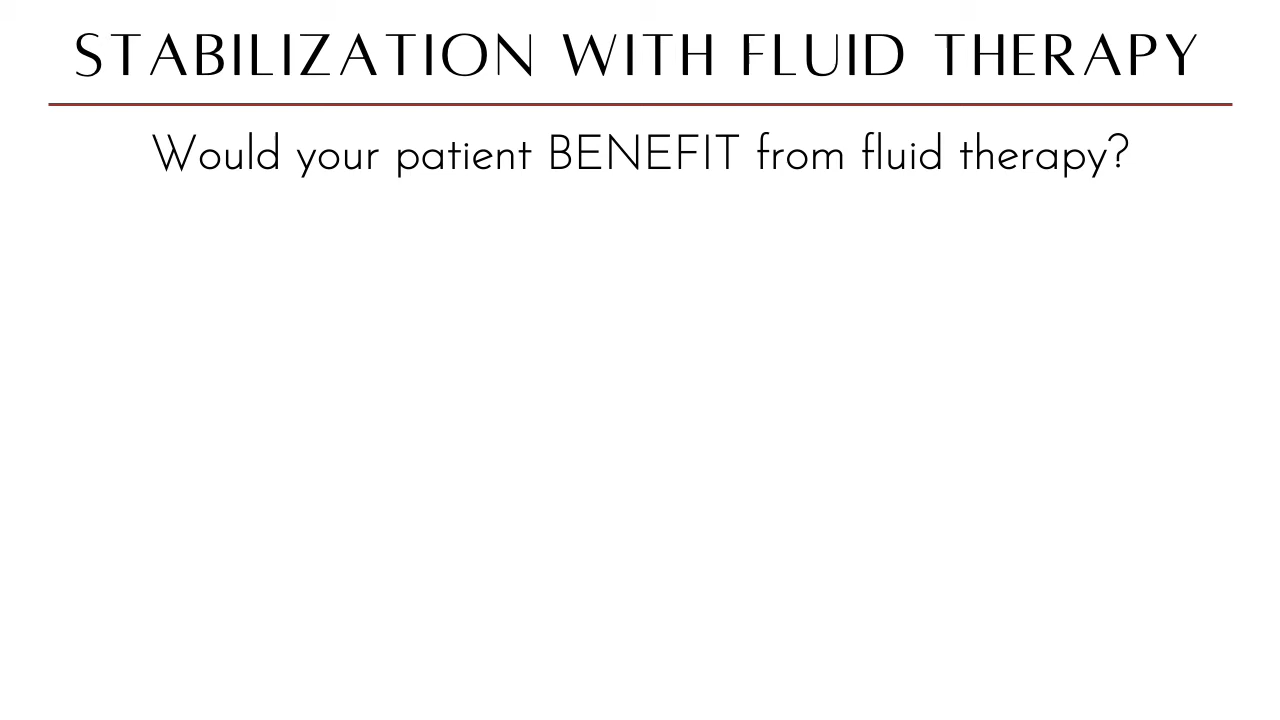 STABILIZATION WITH FLUID THERAPY
Would your patient BENEFIT from fluid therapy?